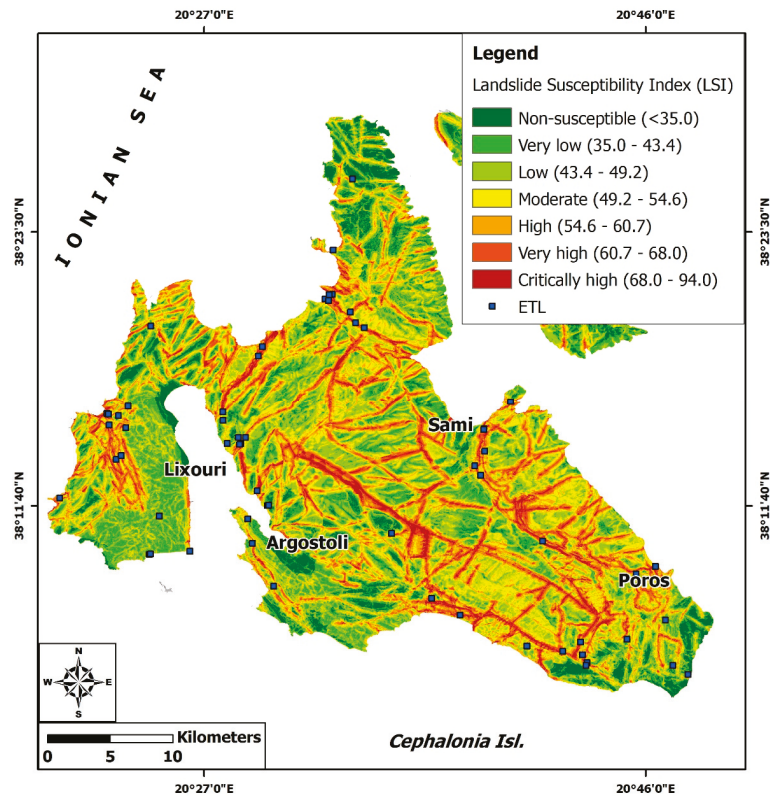 20°27'0"E
20°46'0"E
IONIAN SEA
Legend
Landslide Susceptibility Index (LSI)
Non-susceptible (<35.0)
Very low (35.0 - 43.4)
Low (43.4 - 49.2)
Moderate (49.2 - 54.6)
High (54.6 - 60.7)
Very high (60.7 - 68.0)
Critically high (68.0 - 94.0)
ETL
38°23'30"N
38°23'30"N
Sami
Lixouri
38°11'40"N
38°11'40"N
Argostoli
Poros
N
W
E
S
Kilometers
0 5 10
Cephalonia Isl.
20°27'0"E
20°46'0"E